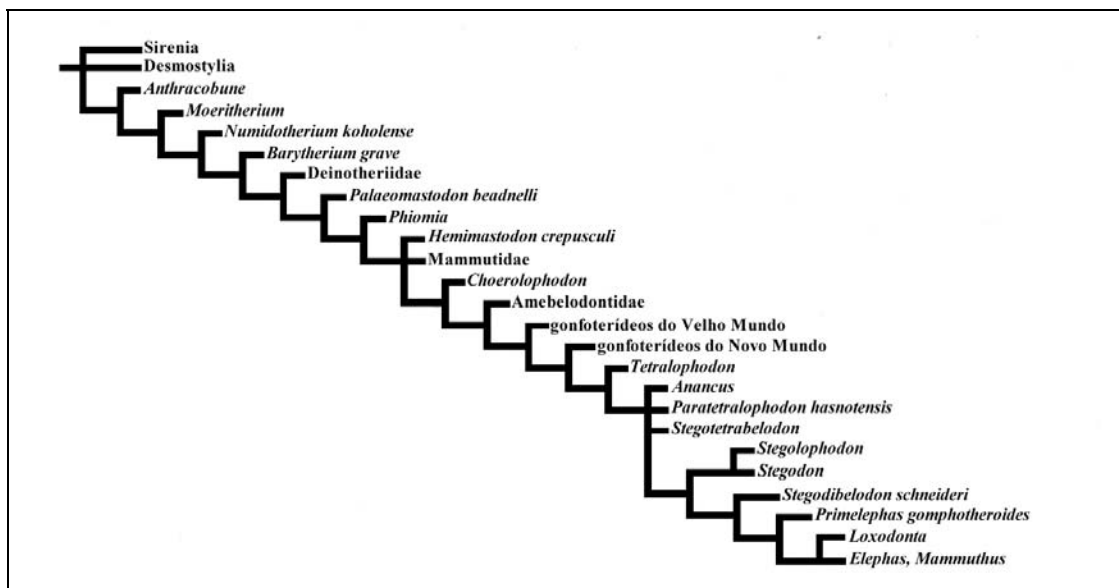 Sirenia
Desmostylia
Anthracobune
Moeritherium
Numidotherium koholense
Barytherium grave
Deinotheriidae
Palaeomastodon beadnelli
Phiomia
Hemimastodon crepusculi
Mammutidae
Choerolophodon
Amebelodontidae
gonfoterídeos do Velho Mundo
gonfoterídeos do Novo Mundo
Tetralophodon
Anancus
Paratetralophodon hasnotensis
Stegotetrabelodon
Stegolophodon
Stegodon
Stegodibelodon schneideri
Primelephas gomphotheroides
Loxodonta
Elephas, Mammuthus